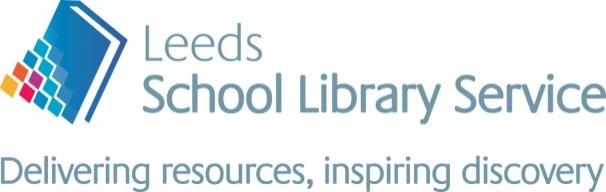 Leeds
School Library Service
Delivering resources, inspiring discovery